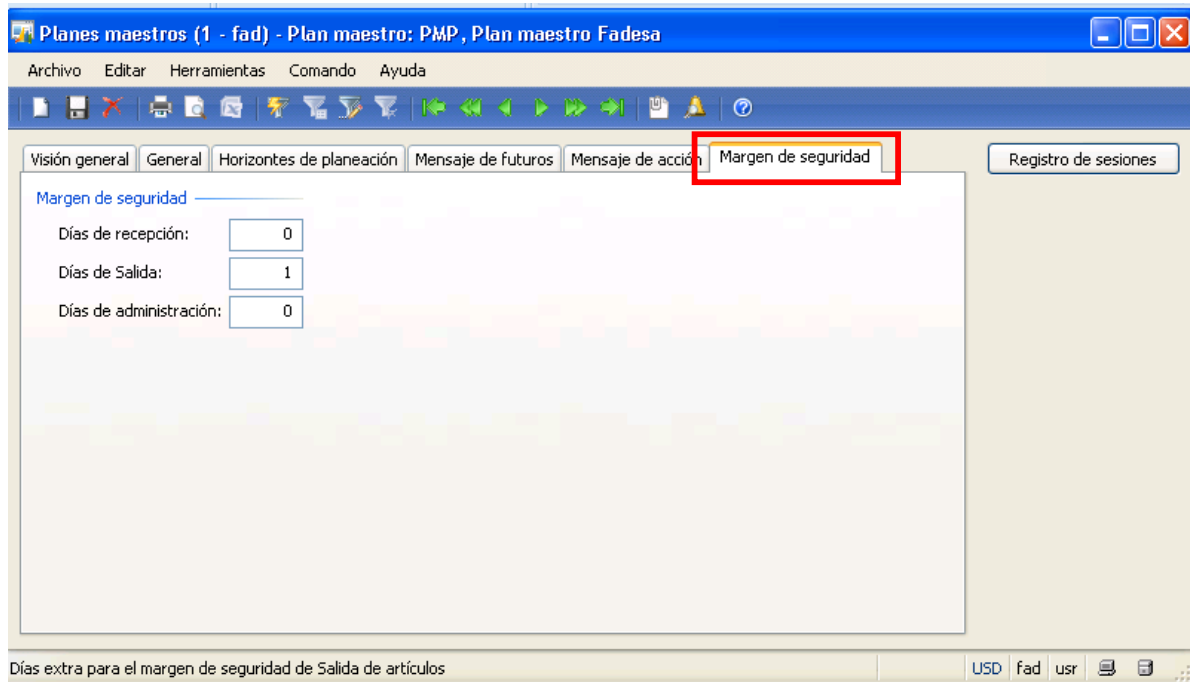 Planes maestros (1 - fad) - Plan maestro: PMP, Plan maestro Fadesa
Archivo Editar Herramientas Comando Ayuda
Visión general General Horizontes de planeación Mensaje de futuros Mensaje de acción Margen de seguridad Registro de sesiones
Margen de seguridad
Días de recepción: 0
Días de Salida: 1
Días de administración: 0
Días extra para el margen de seguridad de Salida de artículos USD fad usr